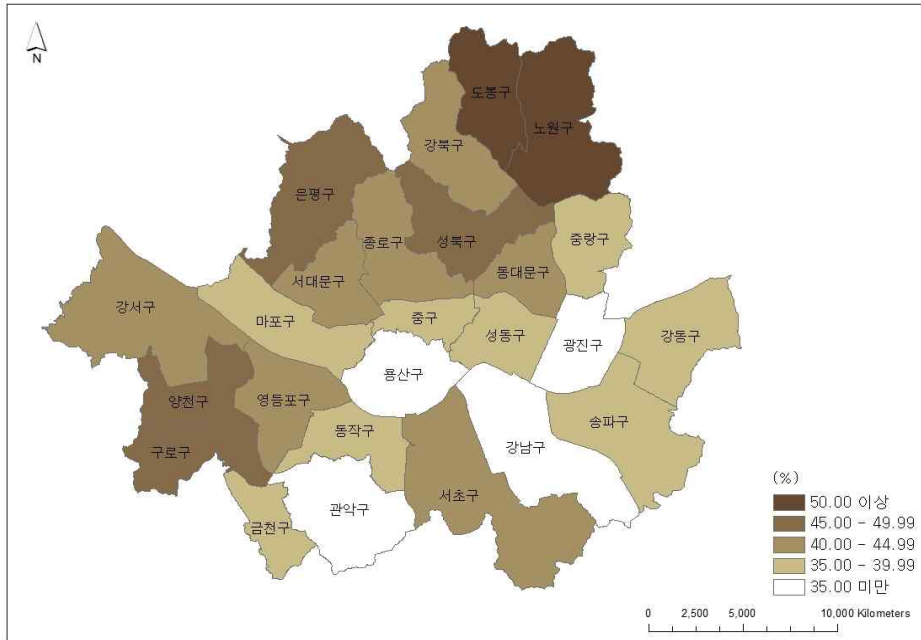 N
도봉구
노원구
강북구
은평구
성북구
종로구
중랑구
동대문구
서대문구
강서구
마포구
중구
성동구
광진구
강동구
용산구
양천구
영등포구
송파구
동작구
강남구
구로구
서초구
관악구
금천구
(%)
50.00 이상
45.00 - 49.99
40.00 - 44.99
35.00 - 39.99
35.00 미만
0 2,500 5,000 10,000 Kilometers